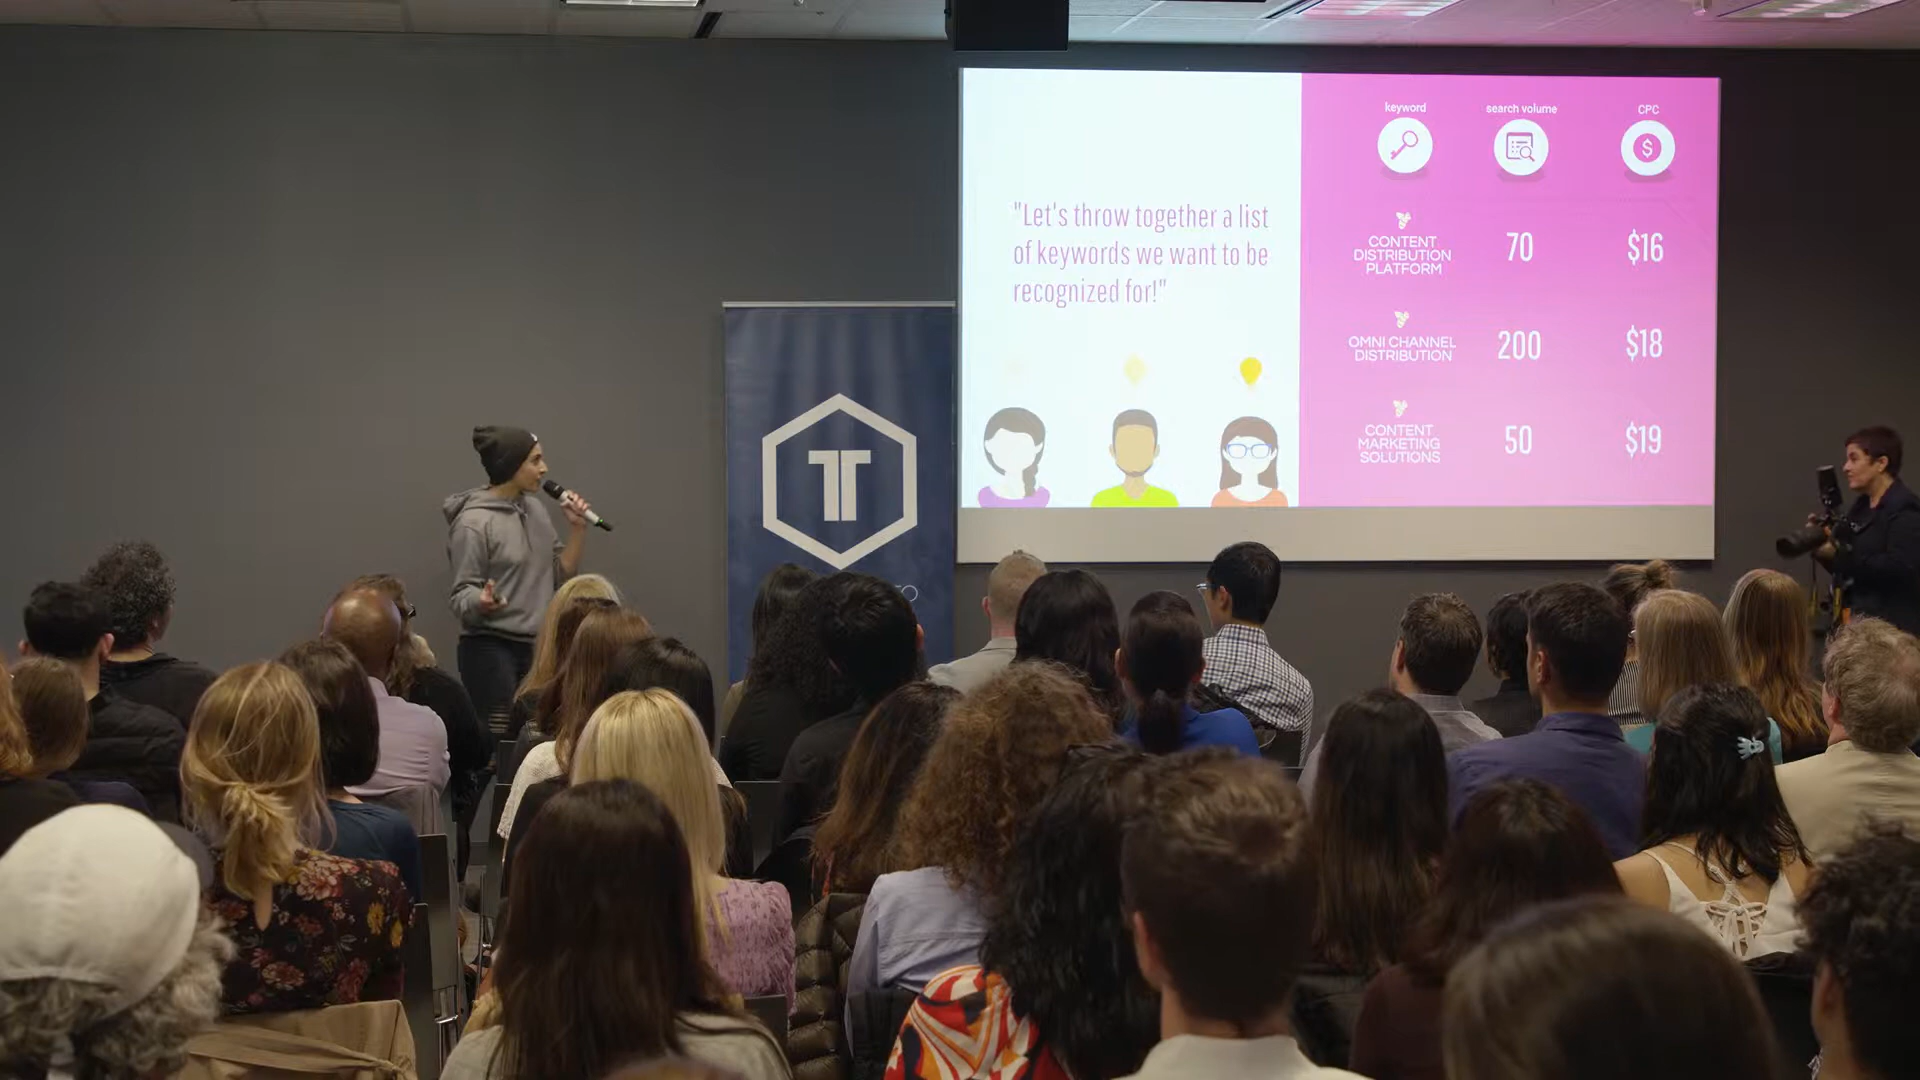 "Let's throw together a list
of keywords we want to be
recognized for!"
keyword
search volume
CPC
CONTENT
DISTRIBUTION
PLATFORM
70
$16
OMNI CHANNEL
DISTRIBUTION
200
$18
CONTENT
MARKETING
SOLUTIONS
50
$19